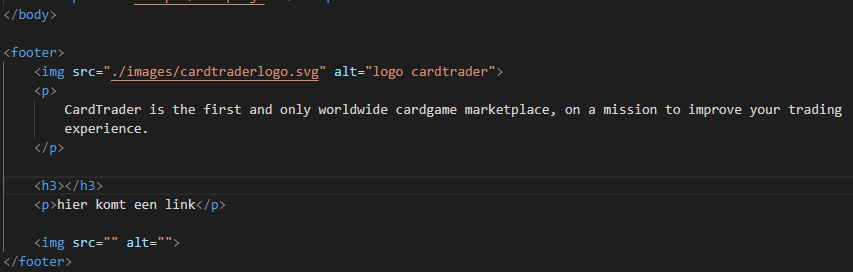 </body>
<footer>
<img src="./images/cardtraderlogo.svg" alt="logo cardtrader">
<p>
CardTrader is the first and only worldwide cardgame marketplace, on a mission to improve your trading
experience.
</p>
<h3></h3>
<p>hier komt een link</p>
<img src="" alt="">
</footer>